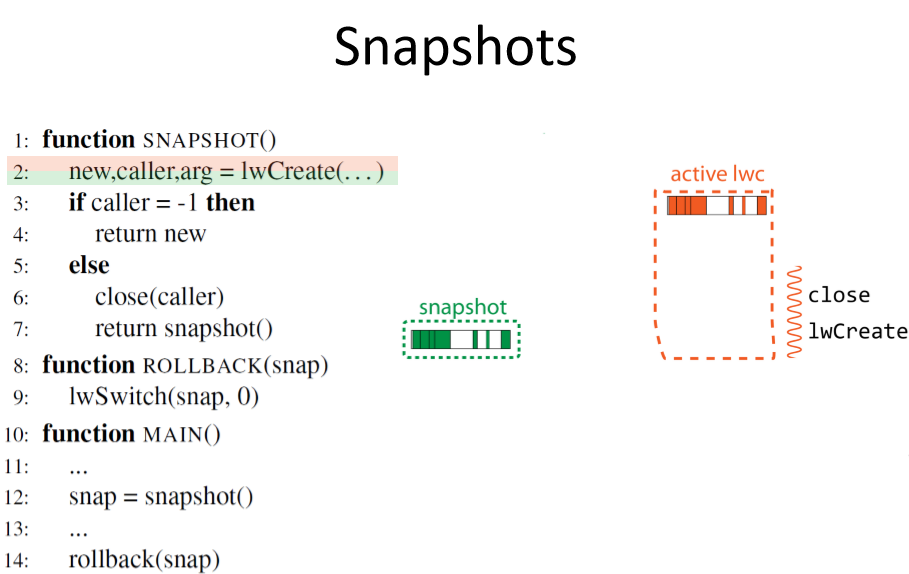 Snapshots
1: function SNAPSHOT()
2: new,caller,arg = lwCreate(...)
3: if caller = -1 then
4: return new
5: else
6: close(caller)
7: return snapshot()
8: function ROLLBACK(snap)
9: lwSwitch(snap, 0)
10: function MAIN()
11: ...
12: snap = snapshot()
13: ...
14: rollback(snap)
snapshot
active lwc
close
lwCreate